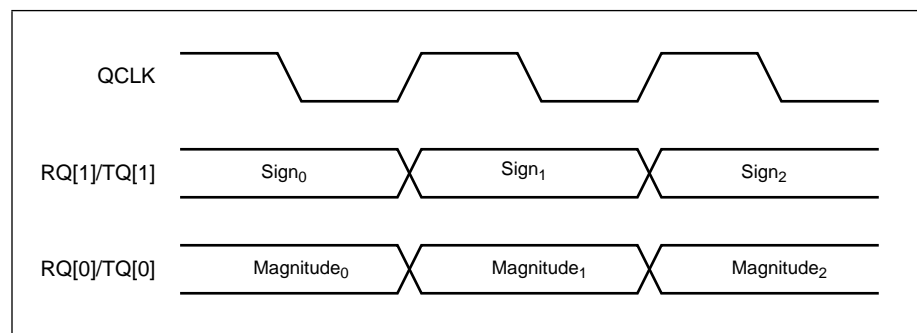 QCLK
RQ[1]/TQ[1] Sign₀ Sign₁ Sign₂
RQ[0]/TQ[0] Magnitude₀ Magnitude₁ Magnitude₂